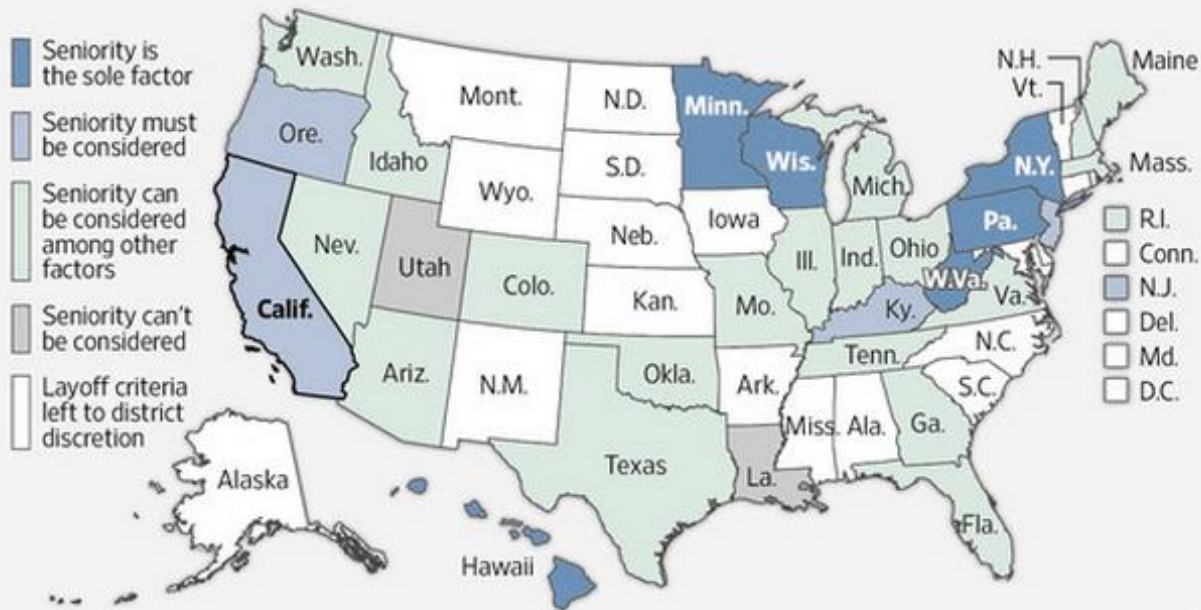 Seniority is
the sole factor
Seniority must
be considered
Seniority can
be considered
among other
factors
Seniority can't
be considered
Layoff criteria
left to district
discretion
Wash.
Ore.
Calif.
Idaho
Nev.
Mont.
Wyo.
Utah
Colo.
Ariz.
N.M.
N.D.
S.D.
Neb.
Kan.
Okla.
Texas
Minn.
Iowa
Mo.
Ark.
La.
Wis.
Ill.
Mich.
Ind.
Ohio
Ky.
Tenn.
Miss.
Ala.
Ga.
Fla.
S.C.
N.C.
Va.
W.Va.
Pa.
N.Y.
Vt.
N.H.
Maine
Mass.
R.I.
Conn.
N.J.
Del.
Md.
D.C.
Alaska
Hawaii